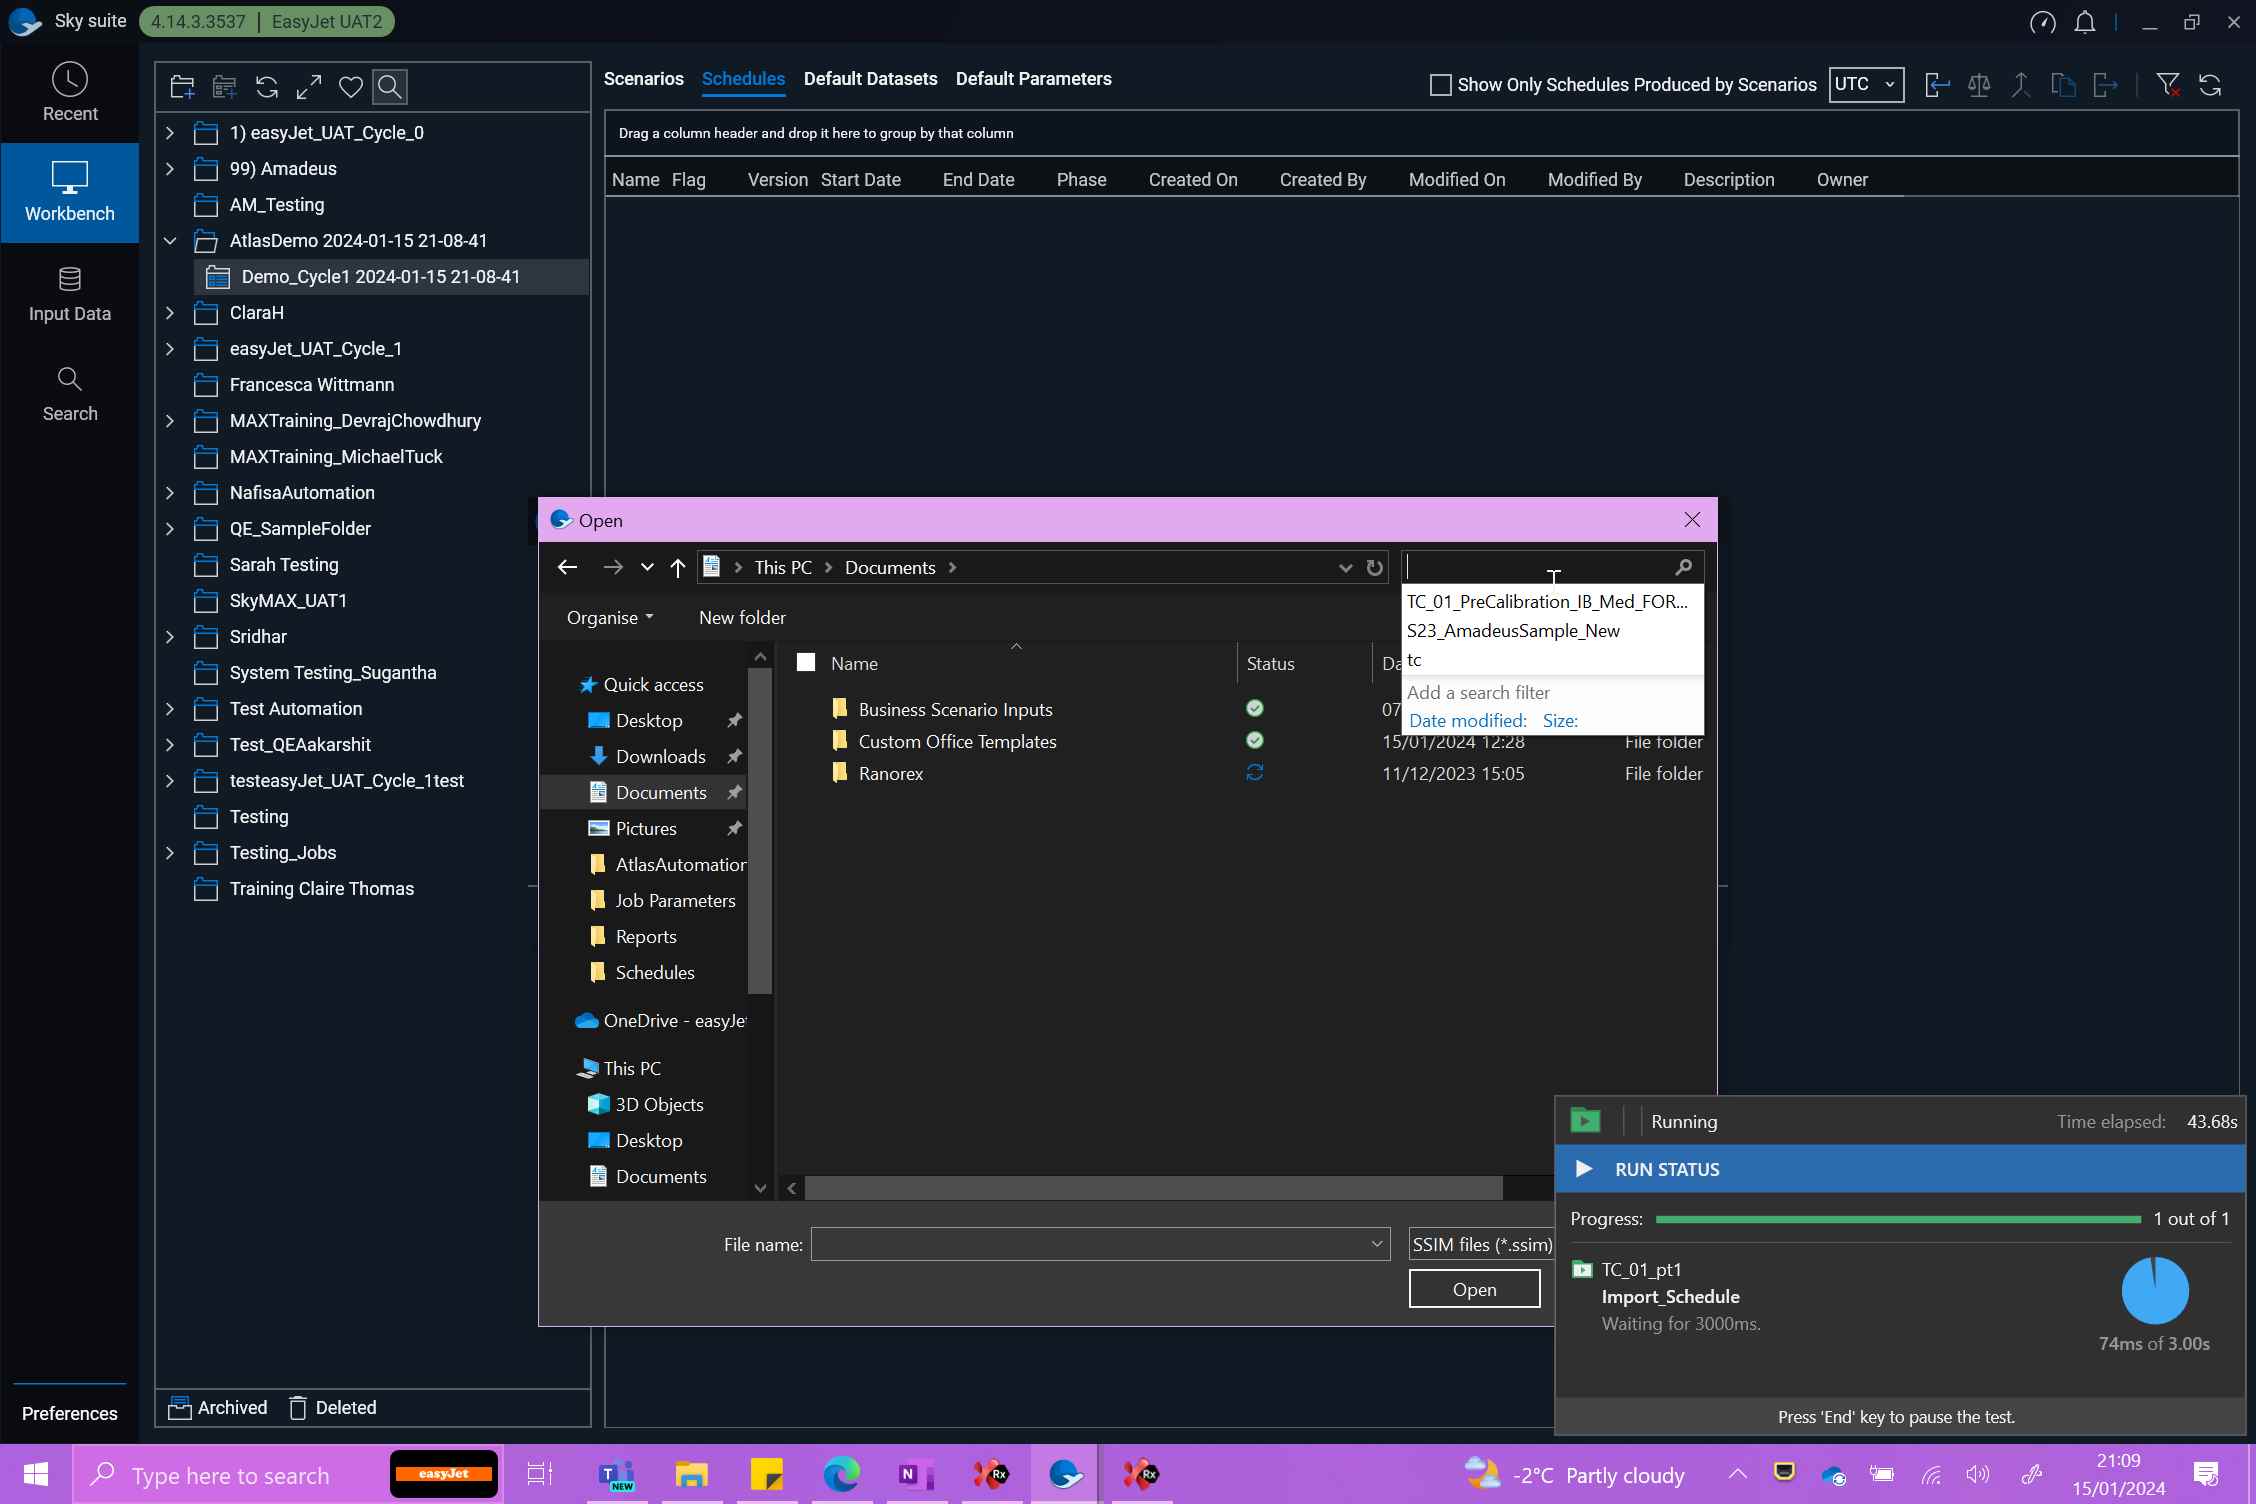 Sky suite
4.14.3.3537 | EasyJet UAT2
Recent
Workbench
Input Data
Search
Preferences
1) easyJet_UAT_Cycle_0
99) Amadeus
AM_Testing
AtlasDemo 2024-01-15 21-08-41
Demo_Cycle1 2024-01-15 21-08-41
ClaraH
easyJet_UAT_Cycle_1
Francesca Wittmann
MAXTraining_DevrajChowdhury
MAXTraining_MichaelTuck
NafisaAutomation
QE_SampleFolder
Sarah Testing
SkyMAX_UAT1
Sridhar
System Testing_Sugantha
Test Automation
Test_QEAakarshit
testeasyJet_UAT_Cycle_1test
Testing
Testing_Jobs
Training Claire Thomas
Archived Deleted
Scenarios Schedules Default Datasets Default Parameters
Show Only Schedules Produced by Scenarios UTC
Drag a column header and drop it here to group by that column
Name Flag Version Start Date End Date Phase Created On Created By Modified On Modified By Description Owner
Open
This PC > Documents >
Organise New folder
TC_01_PreCalibration_IB_Med_FOR...
S23_AmadeusSample_New
tc
Add a search filter
Date modified: Size:
Quick access
Desktop
Downloads
Documents
Pictures
AtlasAutomation
Job Parameters
Reports
Schedules
OneDrive - easyJet
This PC
3D Objects
Desktop
Documents
Name Status Da
Business Scenario Inputs 07
Custom Office Templates 15/01/2024 12:28 File folder
Ranorex 11/12/2023 15:05 File folder
File name: SSIM files (*.ssim)
Open
Running Time elapsed: 43.68s
RUN STATUS
Progress: 1 out of 1
TC_01_pt1
Import_Schedule
Waiting for 3000ms.
74ms of 3.00s
Press 'End' key to pause the test.
Type here to search
easyJet
T NEW
N
Rx
Rx
-2°C Partly cloudy
21:09
15/01/2024